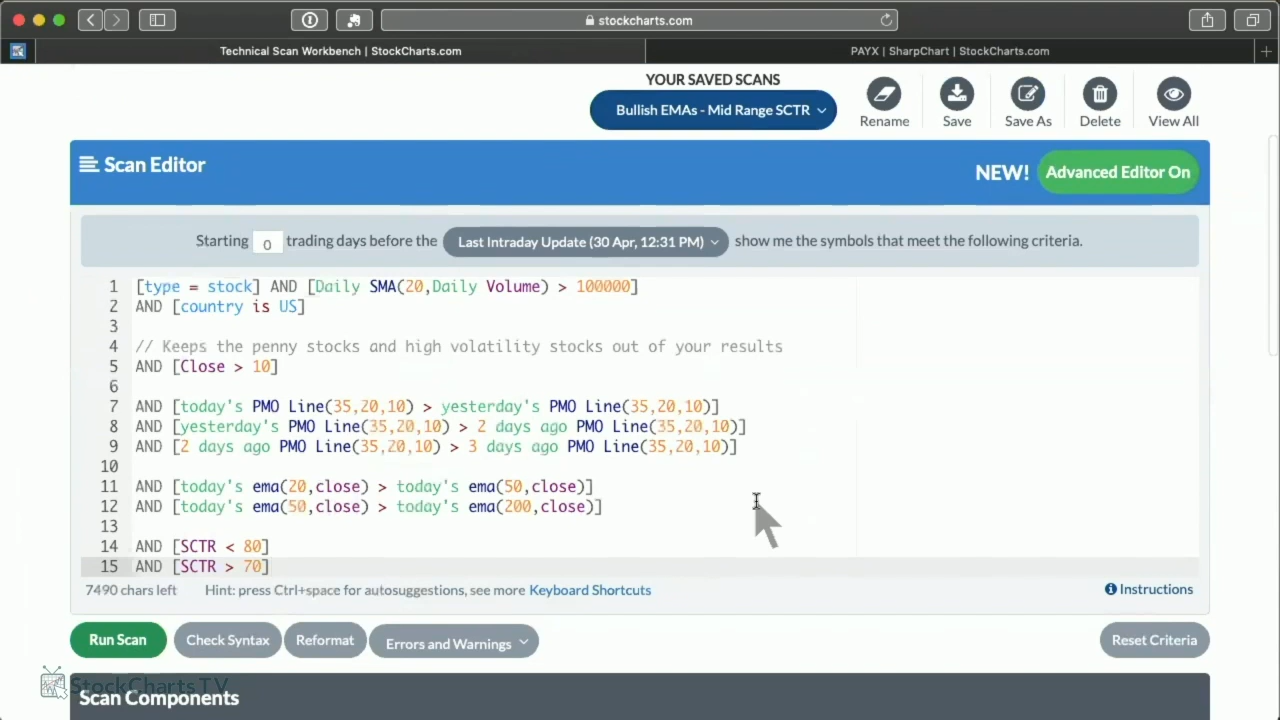 stockcharts.com
Technical Scan Workbench | StockCharts.com
PAYX | SharpChart | StockCharts.com
YOUR SAVED SCANS
Bullish EMAs - Mid Range SCTR
Rename
Save
Save As
Delete
View All
Scan Editor
NEW! Advanced Editor On
Starting 0 trading days before the Last Intraday Update (30 Apr, 12:31 PM) show me the symbols that meet the following criteria.
1 [type = stock] AND [Daily SMA(20,Daily Volume) > 100000]
2 AND [country is US]
3
4 // Keeps the penny stocks and high volatility stocks out of your results
5 AND [Close > 10]
6
7 AND [today's PMO Line(35,20,10) > yesterday's PMO Line(35,20,10)]
8 AND [yesterday's PMO Line(35,20,10) > 2 days ago PMO Line(35,20,10)]
9 AND [2 days ago PMO Line(35,20,10) > 3 days ago PMO Line(35,20,10)]
10
11 AND [today's ema(20,close) > today's ema(50,close)]
12 AND [today's ema(50,close) > today's ema(200,close)]
13
14 AND [SCTR < 80]
15 AND [SCTR > 70]
7490 chars left Hint: press Ctrl+space for autosuggestions, see more Keyboard Shortcuts
Instructions
Run Scan
Check Syntax
Reformat
Errors and Warnings
Reset Criteria
StockCharts TV
Scan Components